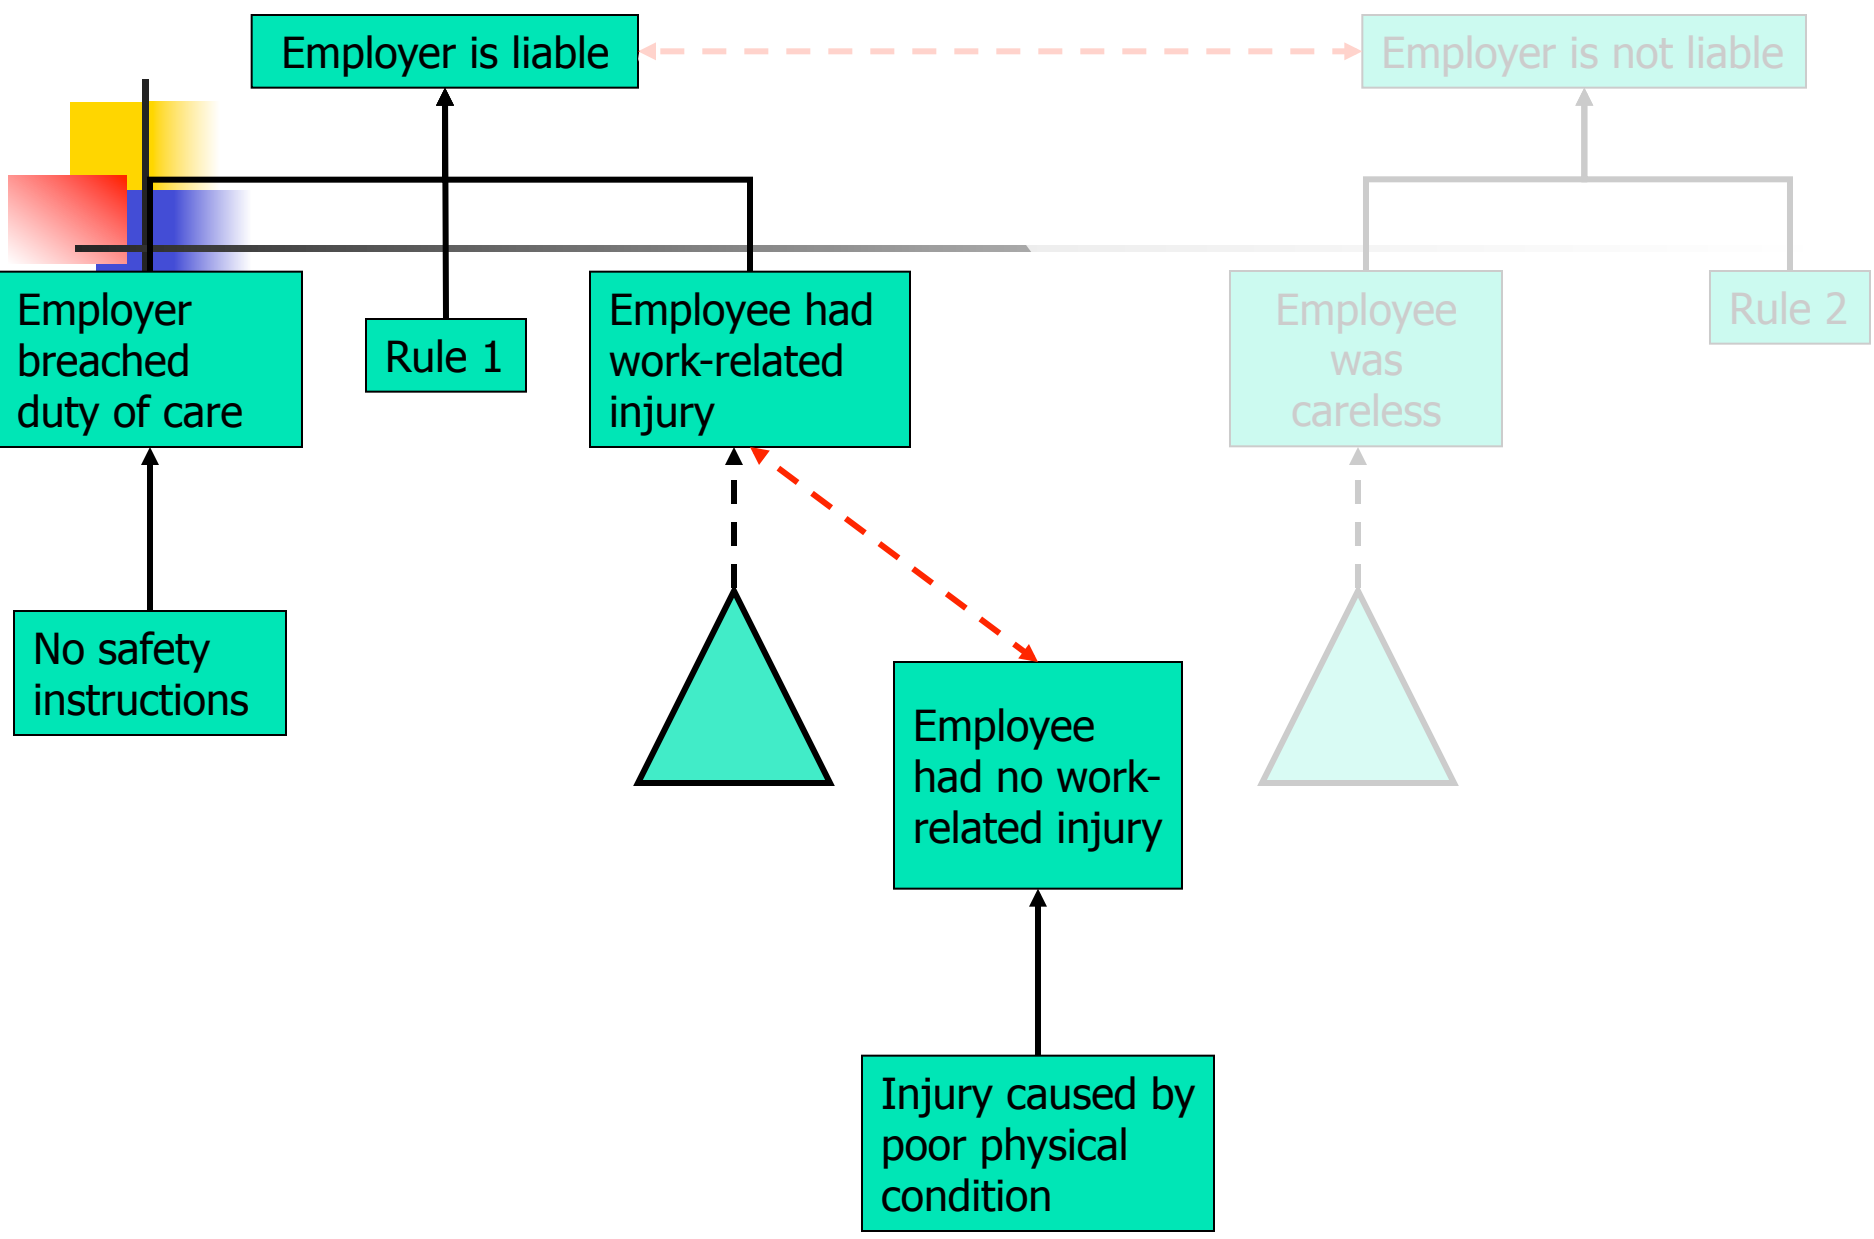 Employer is liable
Employer is not liable
Employer
breached
duty of care
Rule 1
Employee had
work-related
injury
Employee
was
careless
Rule 2
No safety
instructions
Employee
had no work-
related injury
Injury caused by
poor physical
condition